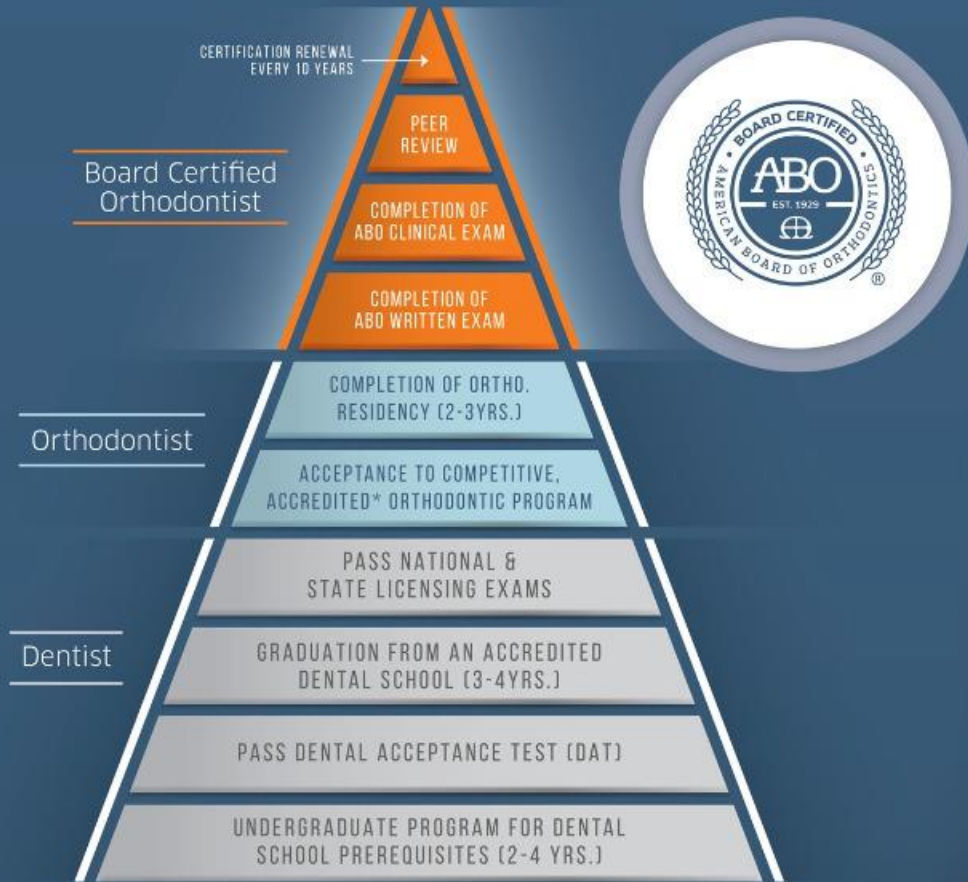 CERTIFICATION RENEWAL
EVERY 10 YEARS
PEER
REVIEW
Board Certified
Orthodontist
COMPLETION OF
ABO CLINICAL EXAM
COMPLETION OF
ABO WRITTEN EXAM
BOARD CERTIFIED
ABO
EST. 1929
AMERICAN BOARD OF ORTHODONTICS
®
COMPLETION OF ORTHO.
RESIDENCY (2-3YRS.)
Orthodontist
ACCEPTANCE TO COMPETITIVE,
ACCREDITED* ORTHODONTIC PROGRAM
PASS NATIONAL &
STATE LICENSING EXAMS
Dentist
GRADUATION FROM AN ACCREDITED
DENTAL SCHOOL (3-4YRS.)
PASS DENTAL ACCEPTANCE TEST (DAT)
UNDERGRADUATE PROGRAM FOR DENTAL
SCHOOL PREREQUISITES (2-4 YRS.)